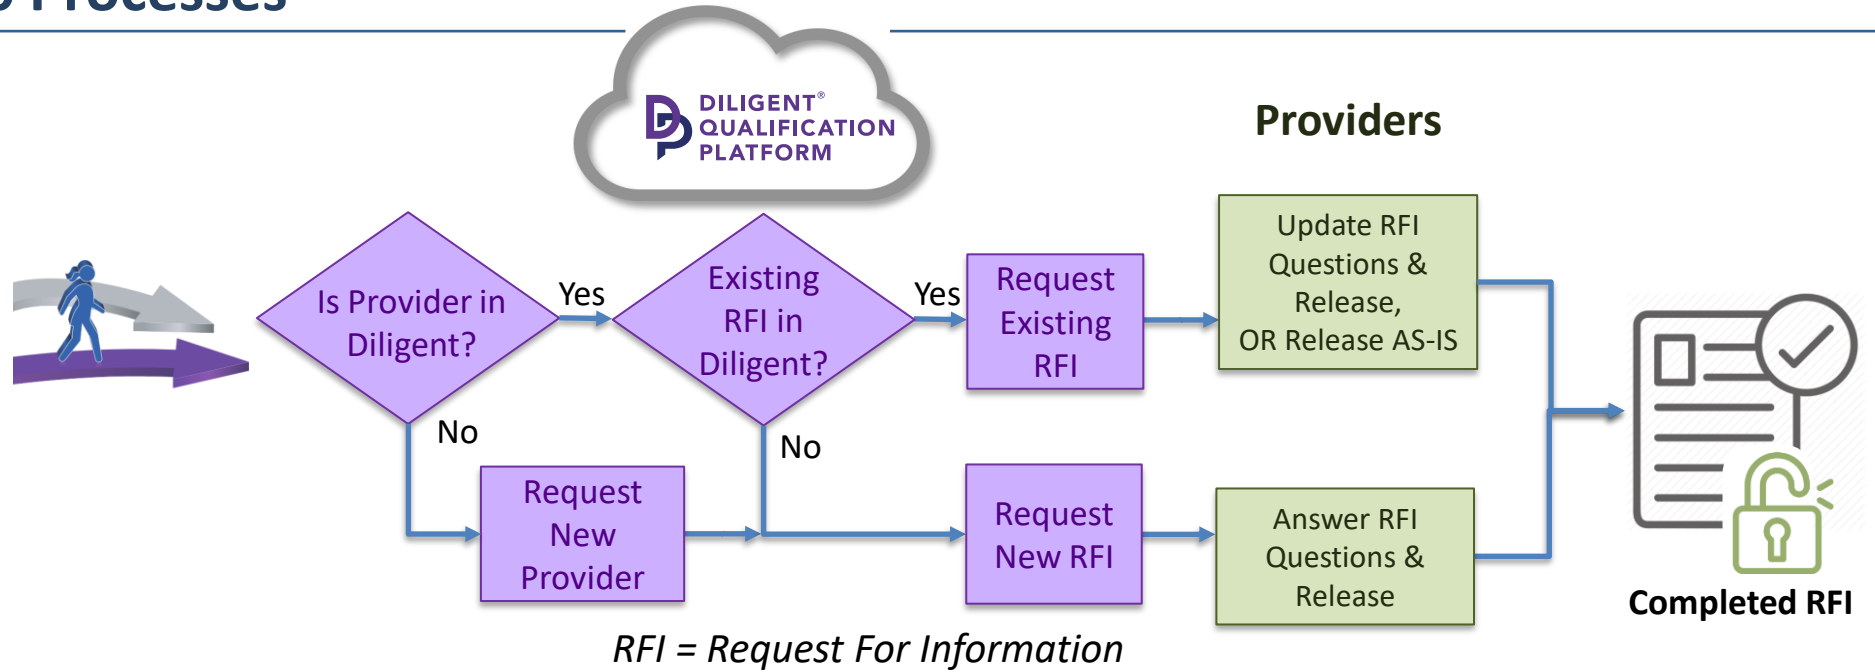 Processes
DILIGENT®
QUALIFICATION
PLATFORM
Providers
Is Provider in
Diligent?
Yes
Existing
RFI in
Diligent?
Yes
Request
Existing
RFI
Update RFI
Questions &
Release,
OR Release AS-IS
No
No
Request
New
Provider
Request
New RFI
Answer RFI
Questions &
Release
Completed RFI
RFI = Request For Information